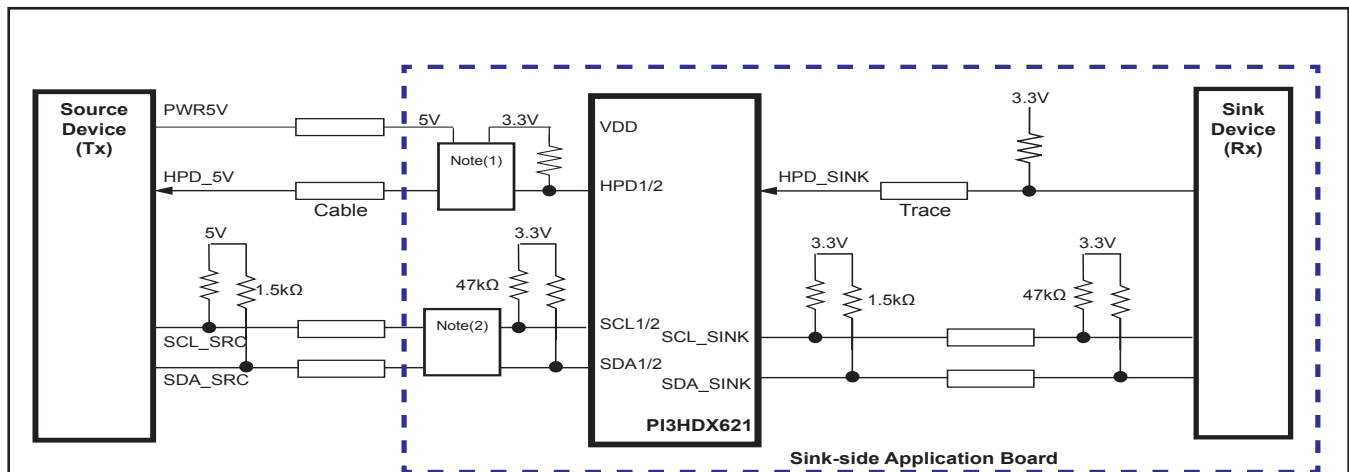 Source
Device
(Tx)
PWR5V
HPD_5V
Cable
5V
1.5kΩ
SCL_SRC
SDA_SRC
5V
3.3V
Note(1)
3.3V
47kΩ
Note(2)
VDD
HPD1/2
SCL1/2
SDA1/2
SCL_SINK
SDA_SINK
PI3HDX621
HPD_SINK
Trace
3.3V
3.3V
1.5kΩ
3.3V
47kΩ
Sink
Device
(Rx)
Sink-side Application Board